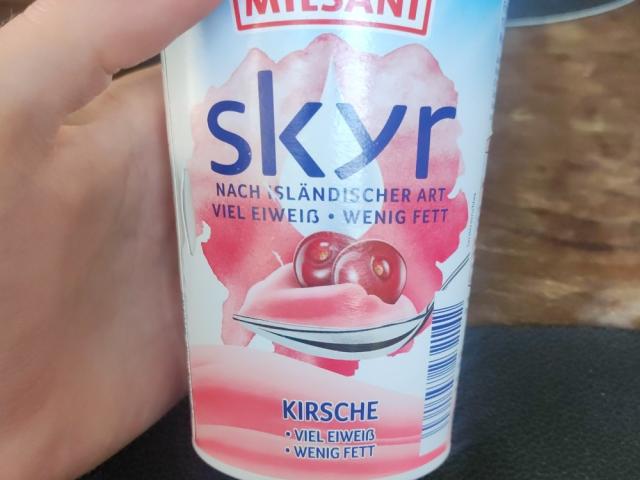 MILSANI
skyr
NACH ISLÄNDISCHER ART
VIEL EIWEIß • WENIG FETT
KIRSCHE
• VIEL EIWEIß
• WENIG FETT